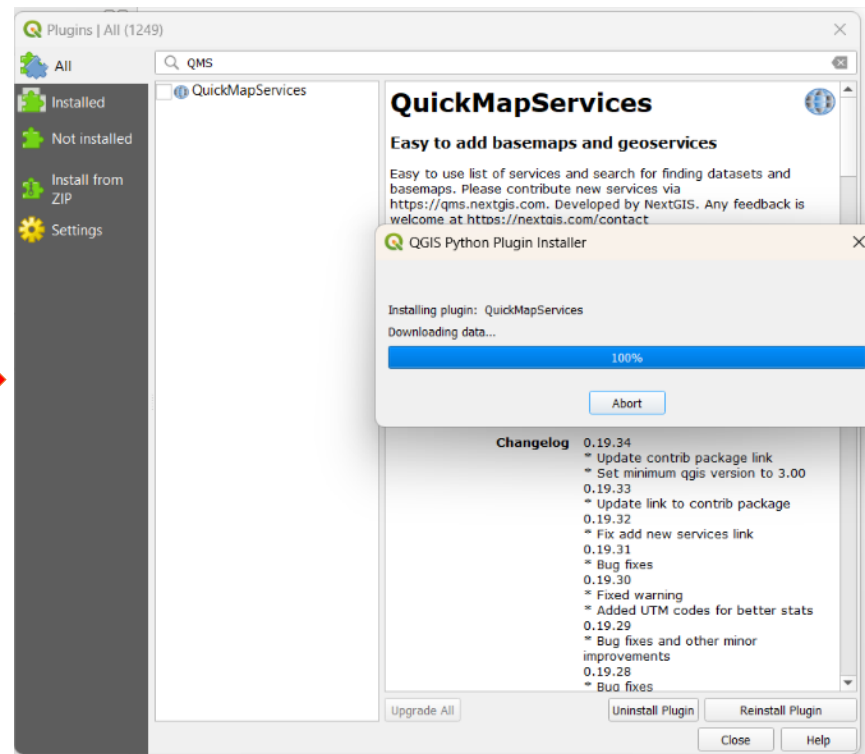 Plugins | All (1249)
All
QMS
Installed
Not installed
Install from
ZIP
Settings
QuickMapServices
QuickMapServices
Easy to add basemaps and geoservices
Easy to use list of services and search for finding datasets and
basemaps. Please contribute new services via
https://qms.nextgis.com. Developed by NextGIS. Any feedback is
welcome at https://nextgis.com/contact
QGIS Python Plugin Installer
Installing plugin: QuickMapServices
Downloading data...
100%
Abort
Changelog 0.19.34
* Update contrib package link
* Set minimum qgis version to 3.00
0.19.33
* Update link to contrib package
0.19.32
* Fix add new services link
0.19.31
* Bug fixes
0.19.30
* Fixed warning
* Added UTM codes for better stats
0.19.29
* Bug fixes and other minor
improvements
0.19.28
* Bug fixes
Upgrade All
Uninstall Plugin
Reinstall Plugin
Close
Help